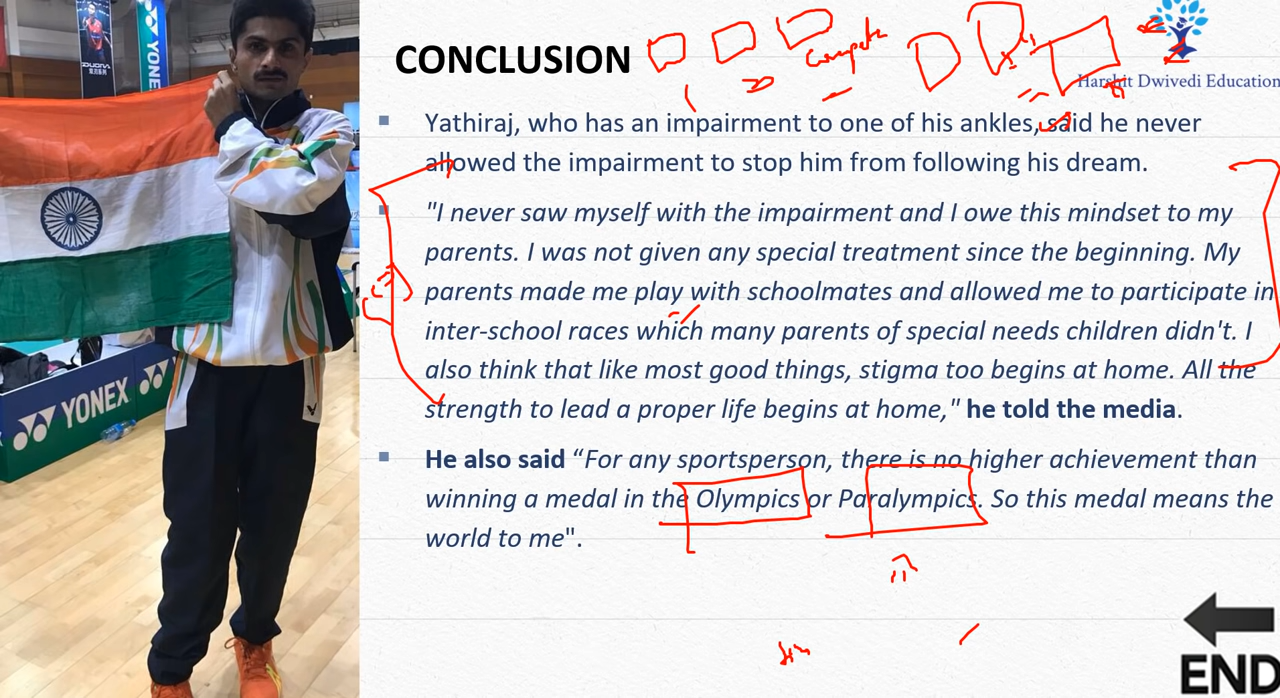 CONCLUSION
compete
Harshit Dwivedi Education
Yathiraj, who has an impairment to one of his ankles, said he never
allowed the impairment to stop him from following his dream.
"I never saw myself with the impairment and I owe this mindset to my
parents. I was not given any special treatment since the beginning. My
parents made me play with schoolmates and allowed me to participate in
inter-school races which many parents of special needs children didn't. I
also think that like most good things, stigma too begins at home. All the
strength to lead a proper life begins at home," he told the media.
He also said “For any sportsperson, there is no higher achievement than
winning a medal in the Olympics or Paralympics. So this medal means the
world to me".
END
YONEX
YONE